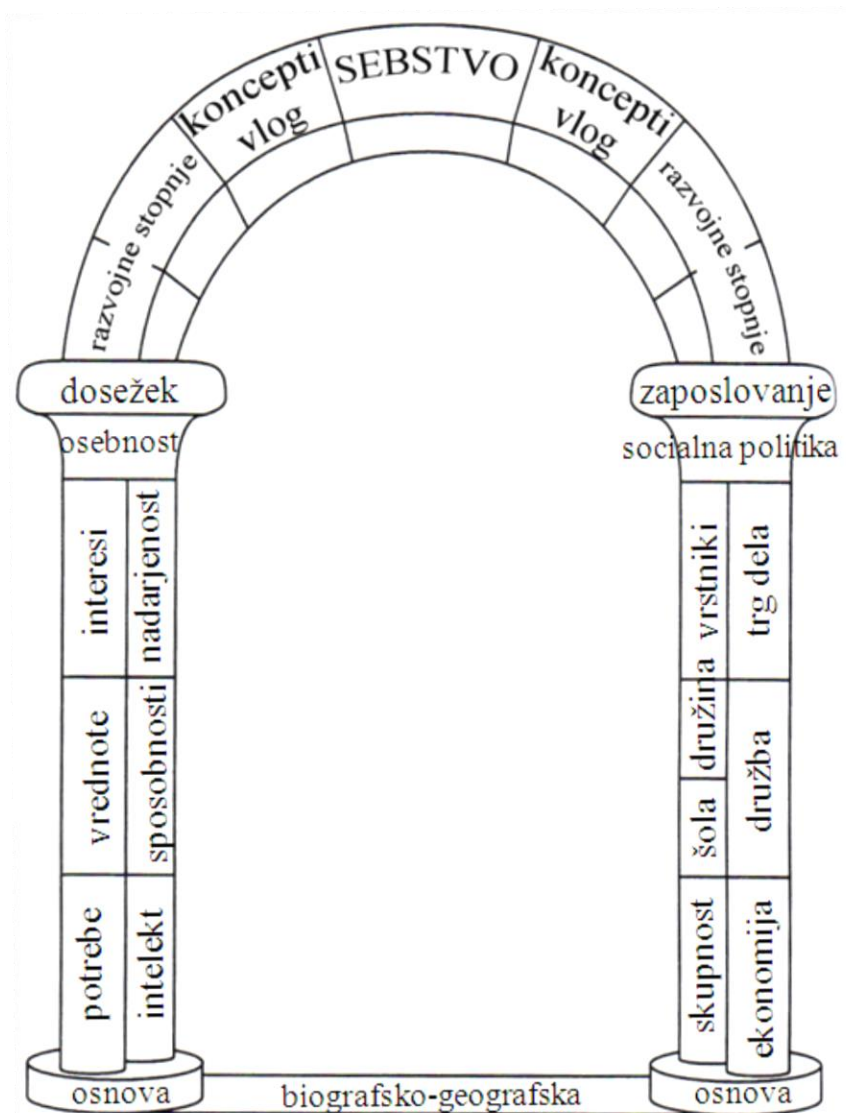 SEBSTVO
koncepti
vlog
koncepti
vlog
razvojne stopnje
razvojne stopnje
dosežek
zaposlovanje
osebnost
socialna politika
interesi
nadarjenost
vrstniki
trg dela
vrednote
sposobnosti
družina
šola
družba
potrebe
intelekt
skupnost
ekonomija
osnova
biografsko-geografska
osnova